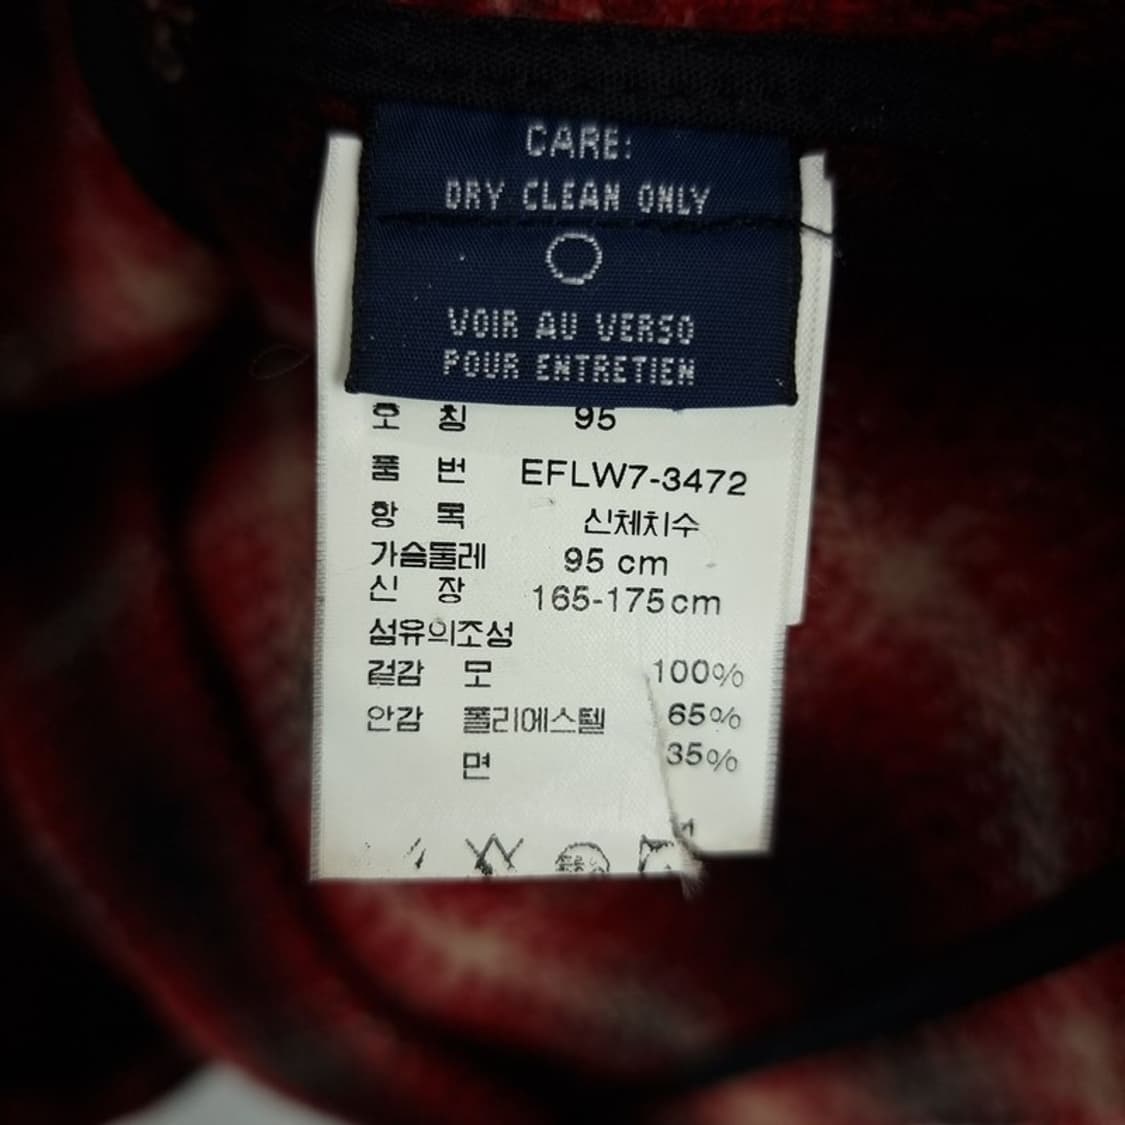 CARE:
DRY CLEAN ONLY
VOIR AU VERSO
POUR ENTRETIEN
호 칭 95
품 번 EFLW7-3472
항 목 신체치수
가슴둘레 95 cm
신 장 165-175cm
섬유의조성
겉감 모 100%
안감 폴리에스텔 65%
면 35%